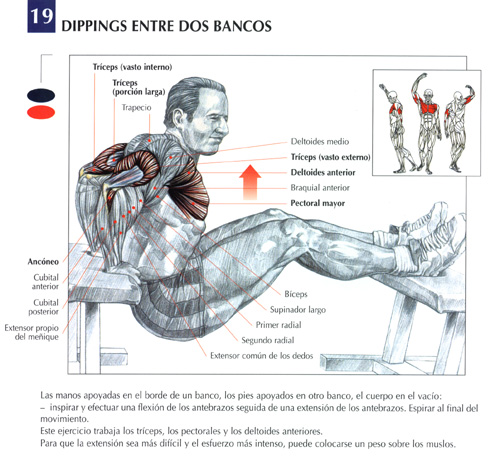 19
DIPPINGS ENTRE DOS BANCOS
Tríceps (vasto interno)
Tríceps
(porción larga)
Trapecio
Deltoides medio
Tríceps (vasto externo)
Deltoides anterior
Braquial anterior
Pectoral mayor
Ancóneo
Cubital
anterior
Cubital
posterior
Extensor propio
del meñique
Bíceps
Supinador largo
Primer radial
Segundo radial
Extensor común de los dedos
Las manos apoyadas en el borde de un banco, los pies apoyados en otro banco, el cuerpo en el vacío:
– inspirar y efectuar una flexión de los antebrazos seguida de una extensión de los antebrazos. Espirar al final del
movimiento.
Este ejercicio trabaja los tríceps, los pectorales y los deltoides anteriores.
Para que la extensión sea más difícil y el esfuerzo más intenso, puede colocarse un peso sobre los muslos.